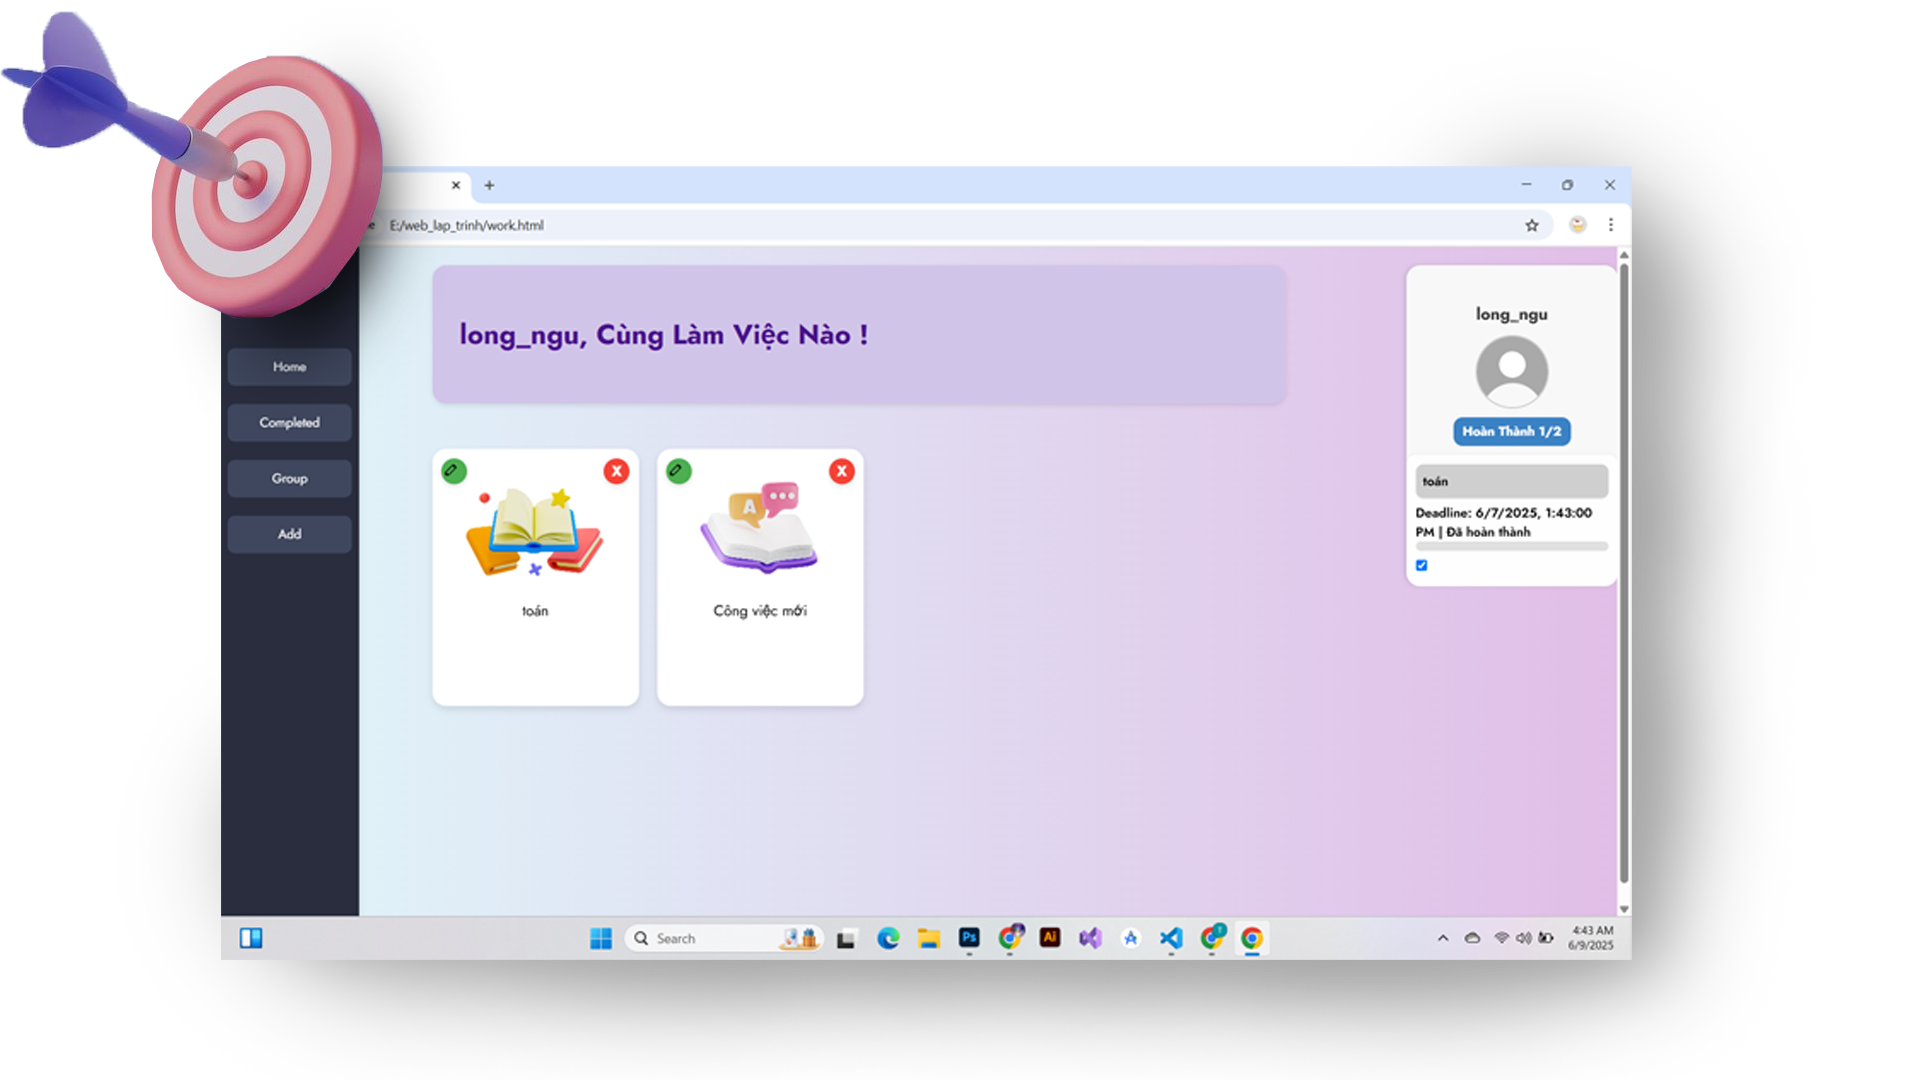 E:/web_lap_trinh/work.html
long_ngu, Cùng Làm Việc Nào !
Home
Completed
Group
Add
toán
A
Công việc mới
long_ngu
Hoàn Thành 1/2
toán
Deadline: 6/7/2025, 1:43:00
PM | Đã hoàn thành
Search
Ps
Ai
4:43 AM
6/9/2025